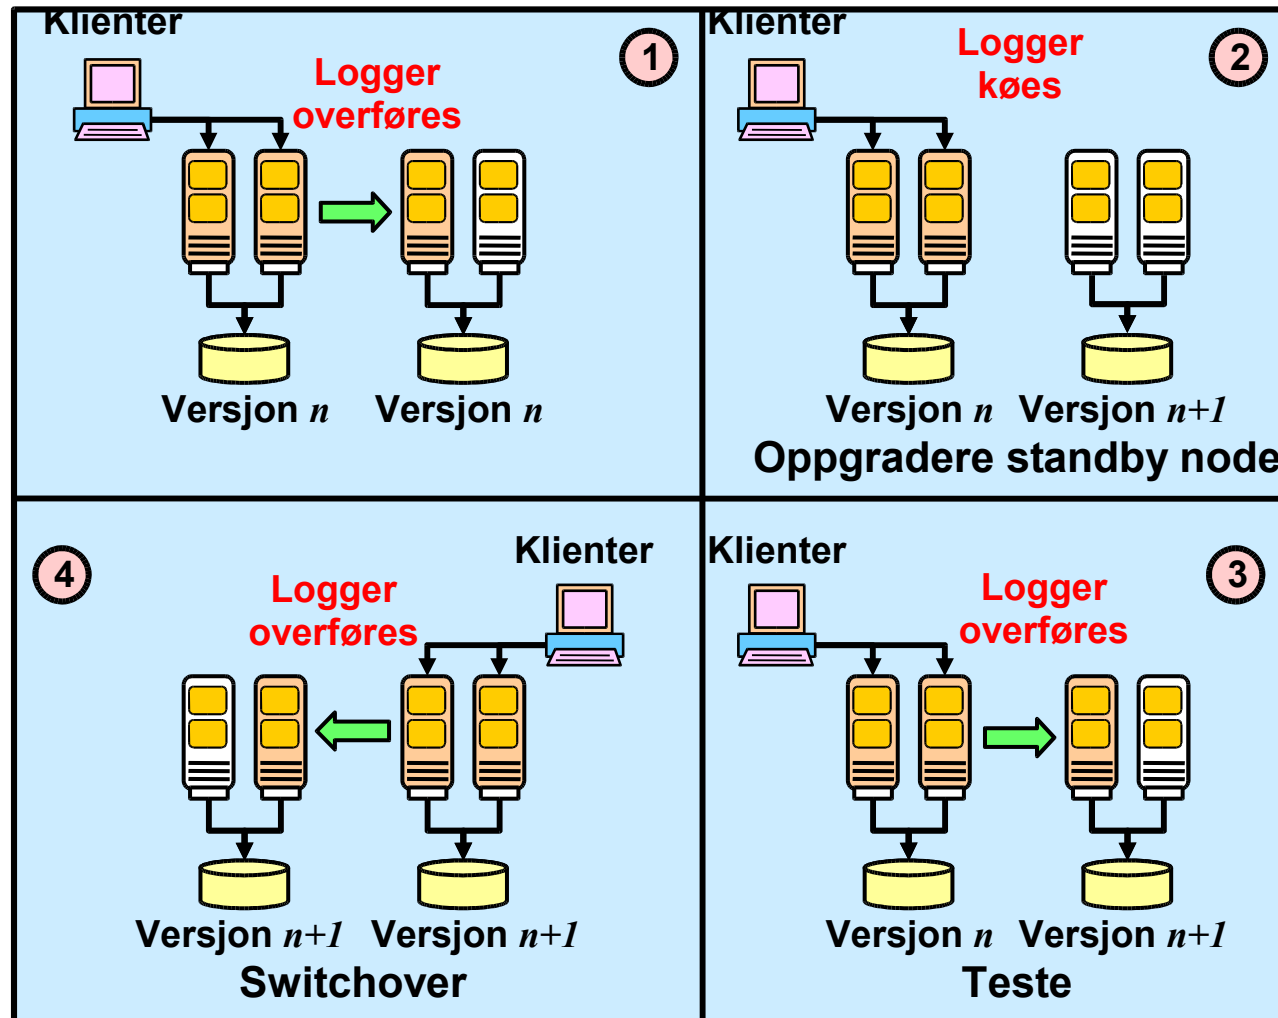 Klienter
1
Logger
overføres
Versjon n
Versjon n
Klienter
Logger
køes
2
Versjon n
Versjon n+1
Oppgradere standby node
Klienter
Logger
overføres
3
Versjon n
Versjon n+1
Teste
4
Klienter
Logger
overføres
Versjon n+1
Versjon n+1
Switchover